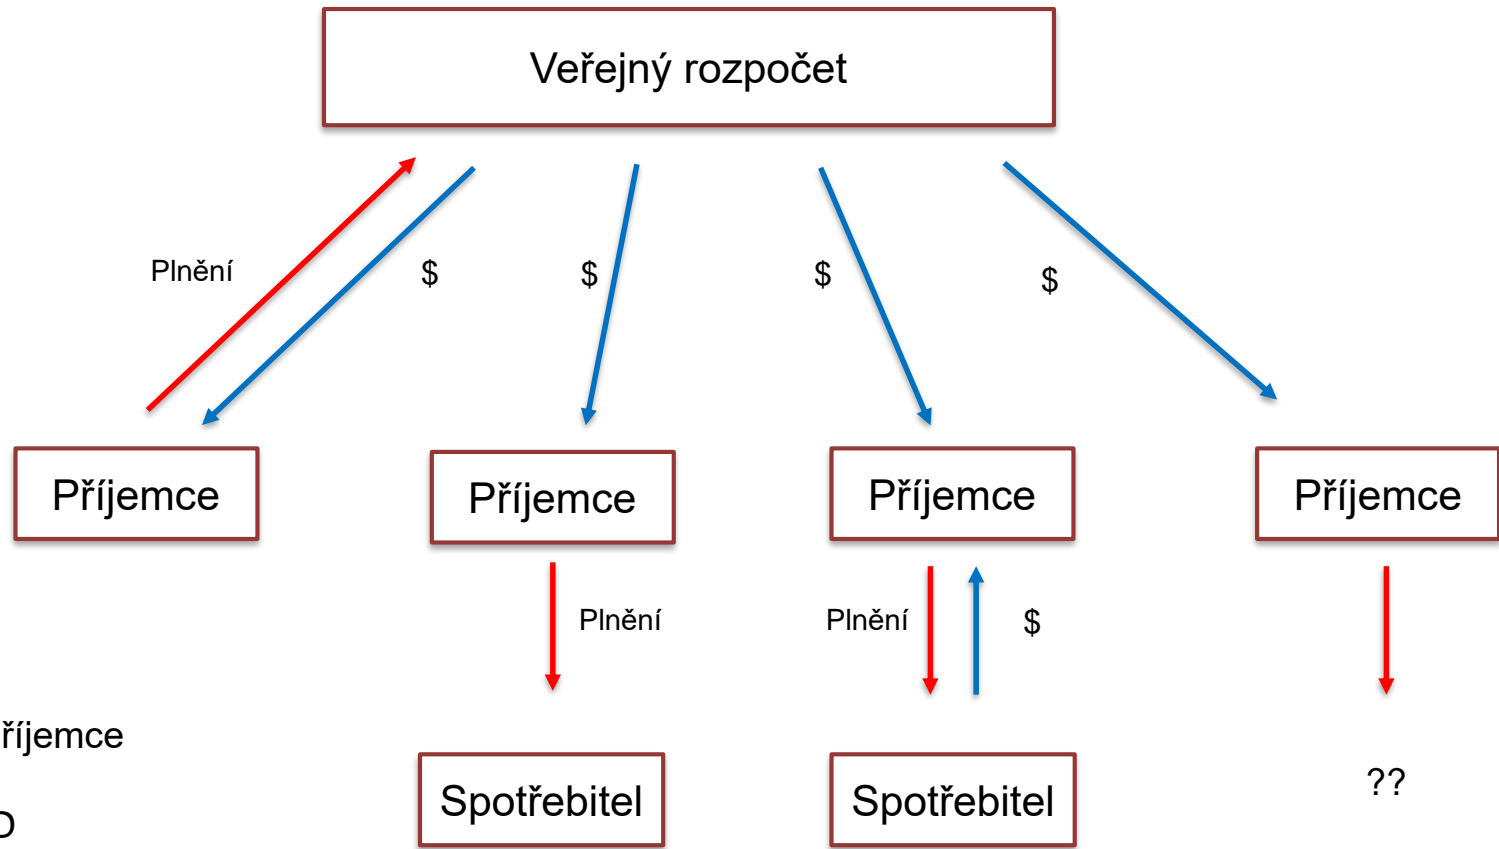 Veřejný rozpočet
Plnění
$
$
$
$
Příjemce
Příjemce
Příjemce
Příjemce
Plnění
Plnění
$
říjemce
Spotřebitel
Spotřebitel
??
D